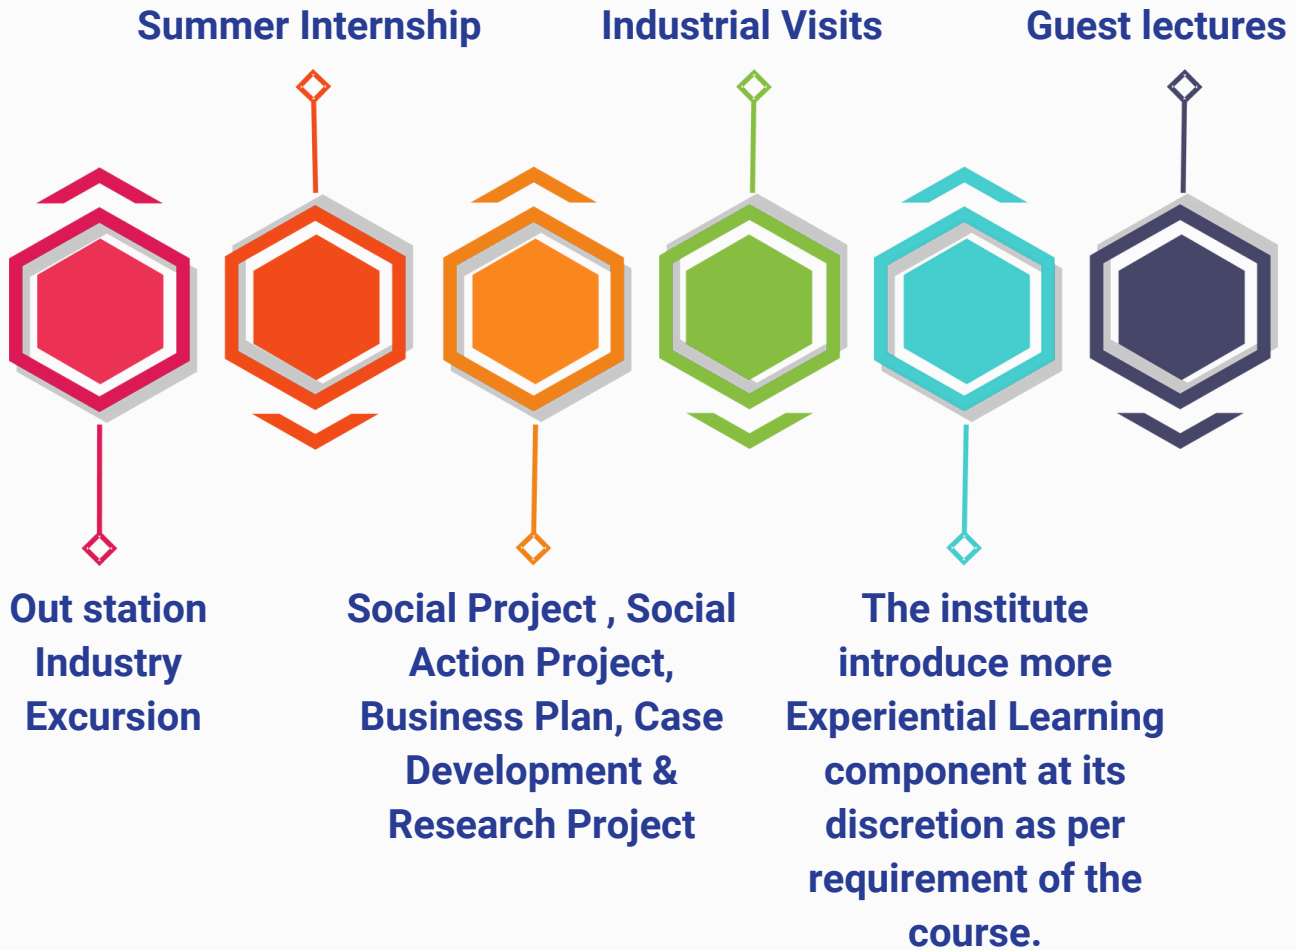 Summer Internship
Industrial Visits
Guest lectures
Out station
Industry
Excursion
Social Project , Social
Action Project,
Business Plan, Case
Development &
Research Project
The institute
introduce more
Experiential Learning
component at its
discretion as per
requirement of the
course.